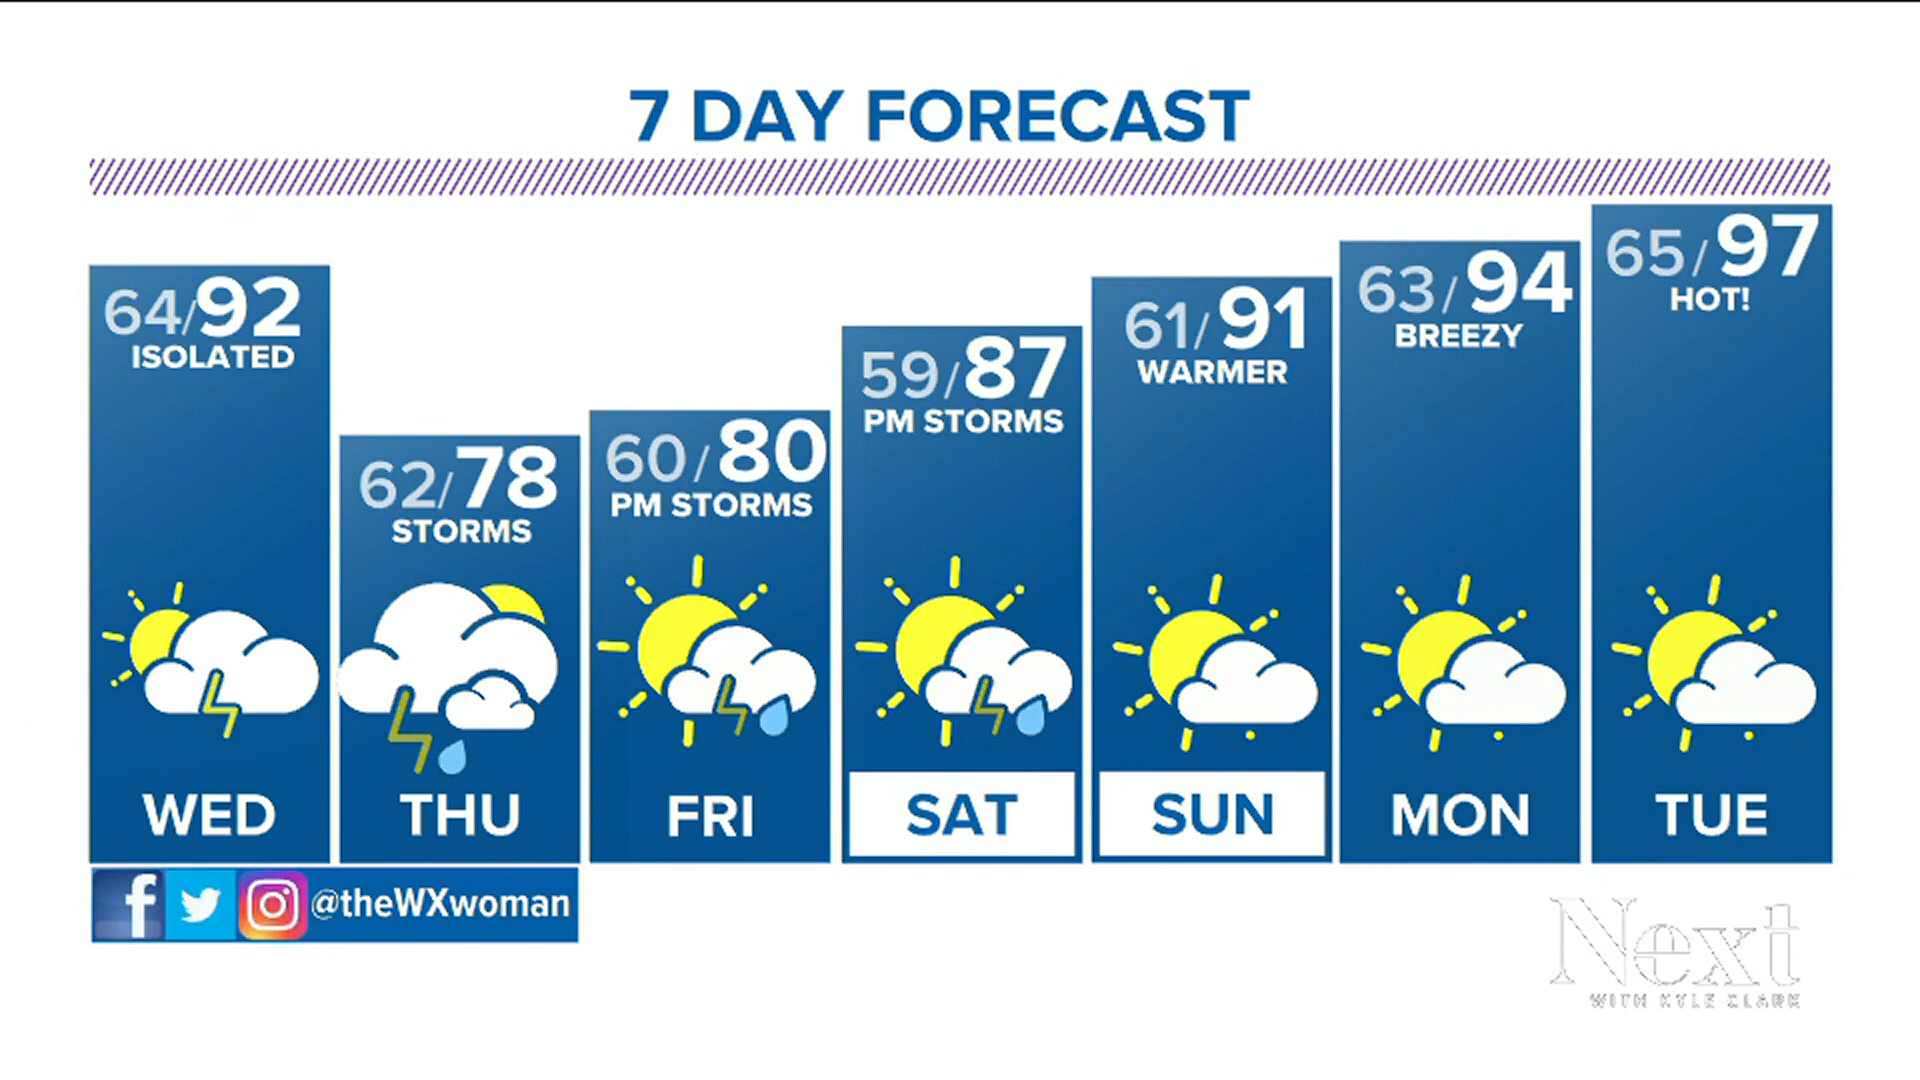 7 DAY FORECAST
64/92
ISOLATED
WED
62/78
STORMS
THU
60/80
PM STORMS
FRI
59/87
PM STORMS
SAT
61/91
WARMER
SUN
63/94
BREEZY
MON
65/97
HOT!
TUE
@theWXwoman
Next
WITH KYLE CLARK